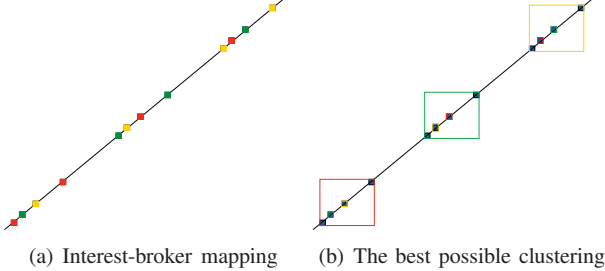 (a) Interest-broker mapping
(b) The best possible clustering